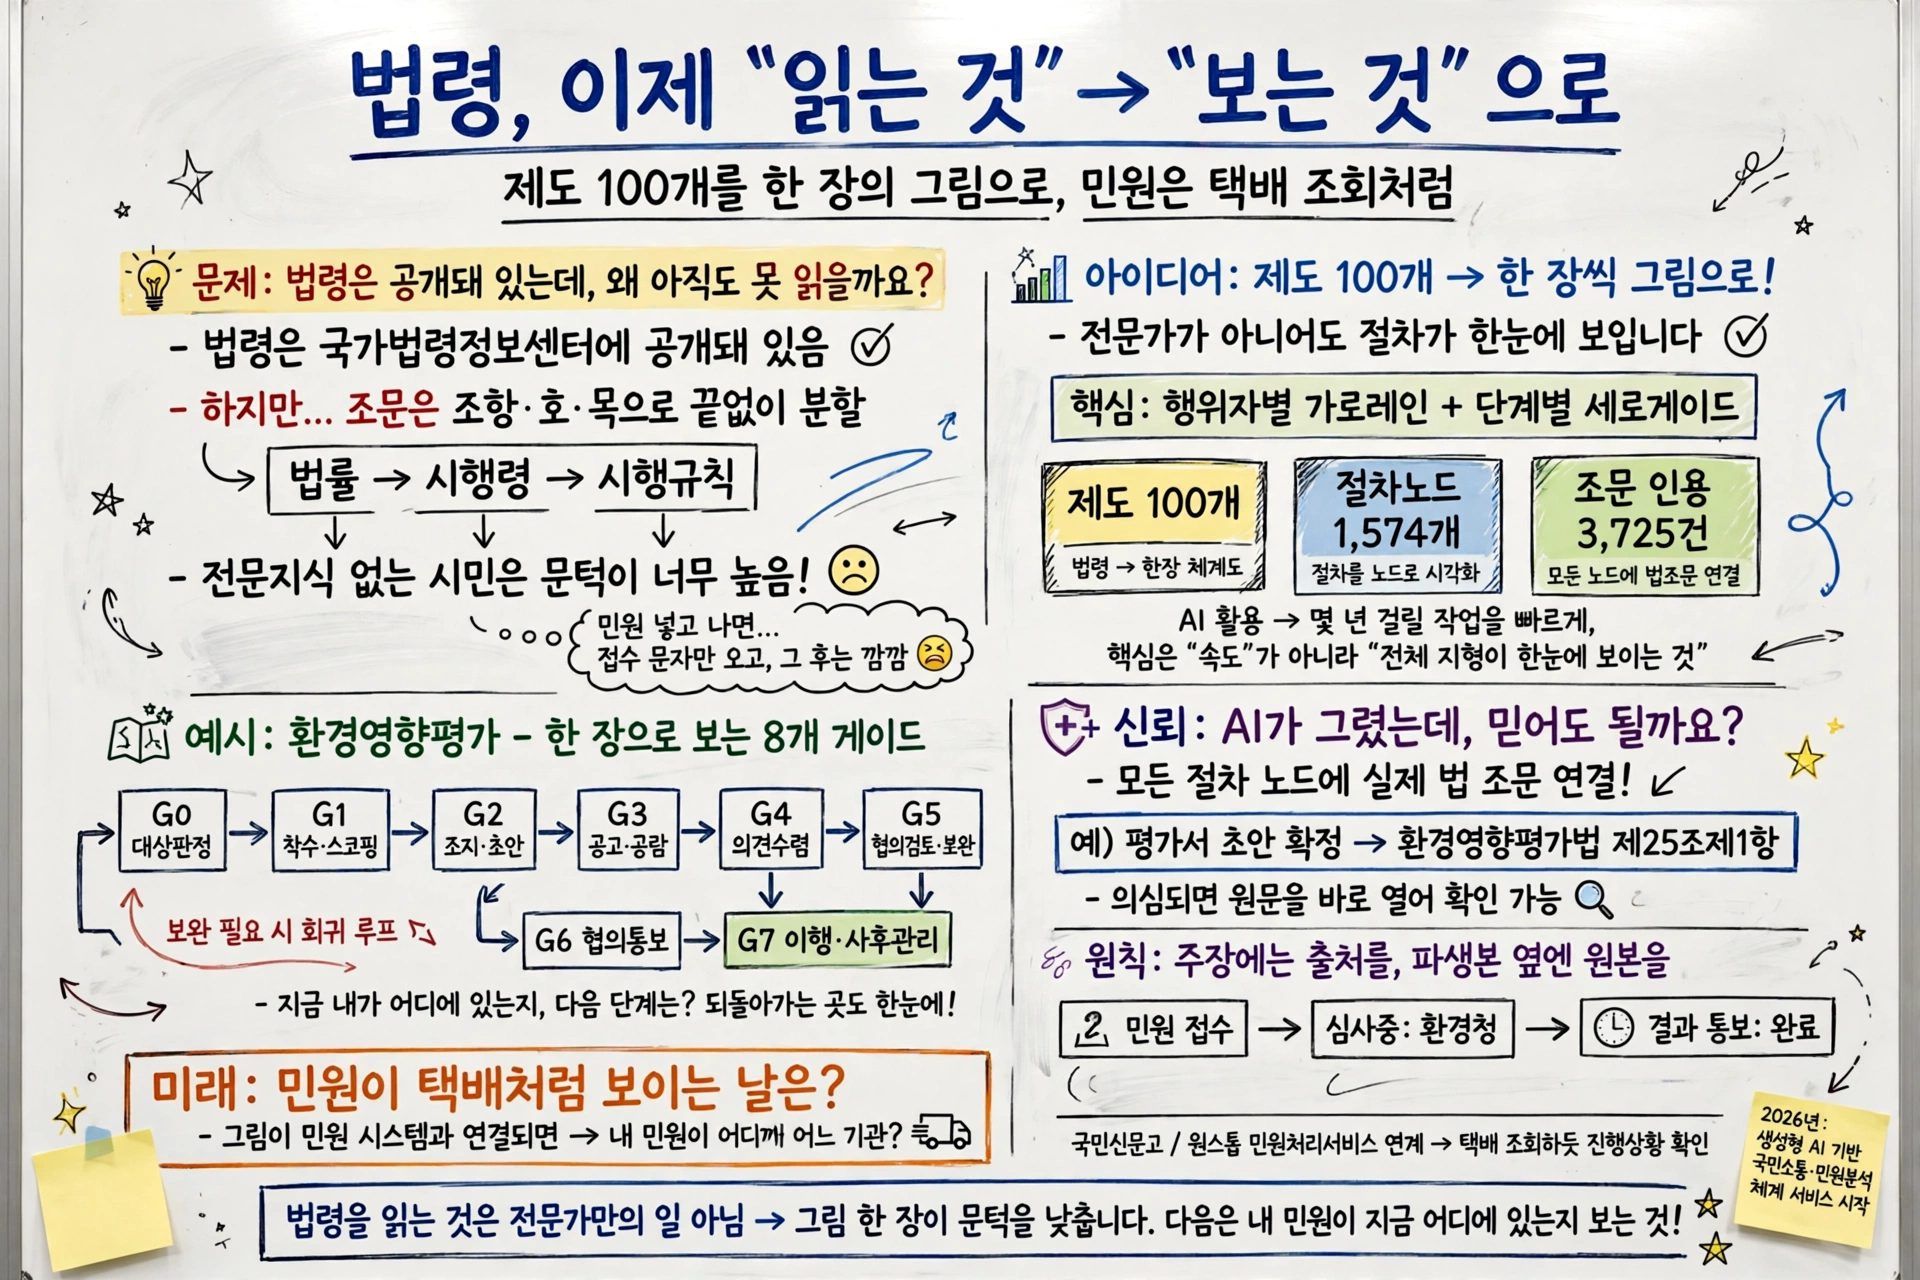 법령, 이제 “읽는 것” → “보는 것” 으로
제도 100개를 한 장의 그림으로, 민원은 택배 조회처럼
문제: 법령은 공개돼 있는데, 왜 아직도 못 읽을까요?
- 법령은 국가법령정보센터에 공개돼 있음
- 하지만... 조문은 조항·호·목으로 끝없이 분할
법률 → 시행령 → 시행규칙
- 전문지식 없는 시민은 문턱이 너무 높음!
민원 넣고 나면...
접수 문자만 오고, 그 후는 깜깜
아이디어: 제도 100개 → 한 장씩 그림으로!
- 전문가가 아니어도 절차가 한눈에 보입니다
핵심: 행위자별 가로레인 + 단계별 세로게이드
제도 100개
법령 → 한장 체계도
절차노드
1,574개
절차를 노드로 시각화
조문 인용
3,725건
모든 노드에 법조문 연결
AI 활용 → 몇 년 걸릴 작업을 빠르게,
핵심은 “속도”가 아니라 “전체 지형이 한눈에 보이는 것”
예시: 환경영향평가 - 한 장으로 보는 8개 게이드
G0
대상판정
G1
착수·스코핑
G2
조지·초안
G3
공고·공람
G4
의견수렴
G5
협의검토·보완
보완 필요 시 회귀 루프
G6 협의통보
G7 이행·사후관리
- 지금 내가 어디에 있는지, 다음 단계는? 되돌아가는 곳도 한눈에!
신뢰: AI가 그렸는데, 믿어도 될까요?
- 모든 절차 노드에 실제 법 조문 연결!
예) 평가서 초안 확정 → 환경영향평가법 제25조제1항
- 의심되면 원문을 바로 열어 확인 가능
원칙: 주장에는 출처를, 파생본 옆엔 원본을
2 민원 접수
심사중: 환경청
결과 통보: 완료
국민신문고 / 원스톱 민원처리서비스 연계 → 택배 조회하듯 진행상황 확인
미래: 민원이 택배처럼 보이는 날은?
- 그림이 민원 시스템과 연결되면 → 내 민원이 어디깨 어느 기관?
2026년:
생성형 AI 기반
국민소통·민원분석
체계 서비스 시작
법령을 읽는 것은 전문가만의 일 아님 → 그림 한 장이 문턱을 낮춥니다. 다음은 내 민원이 지금 어디에 있는지 보는 것!